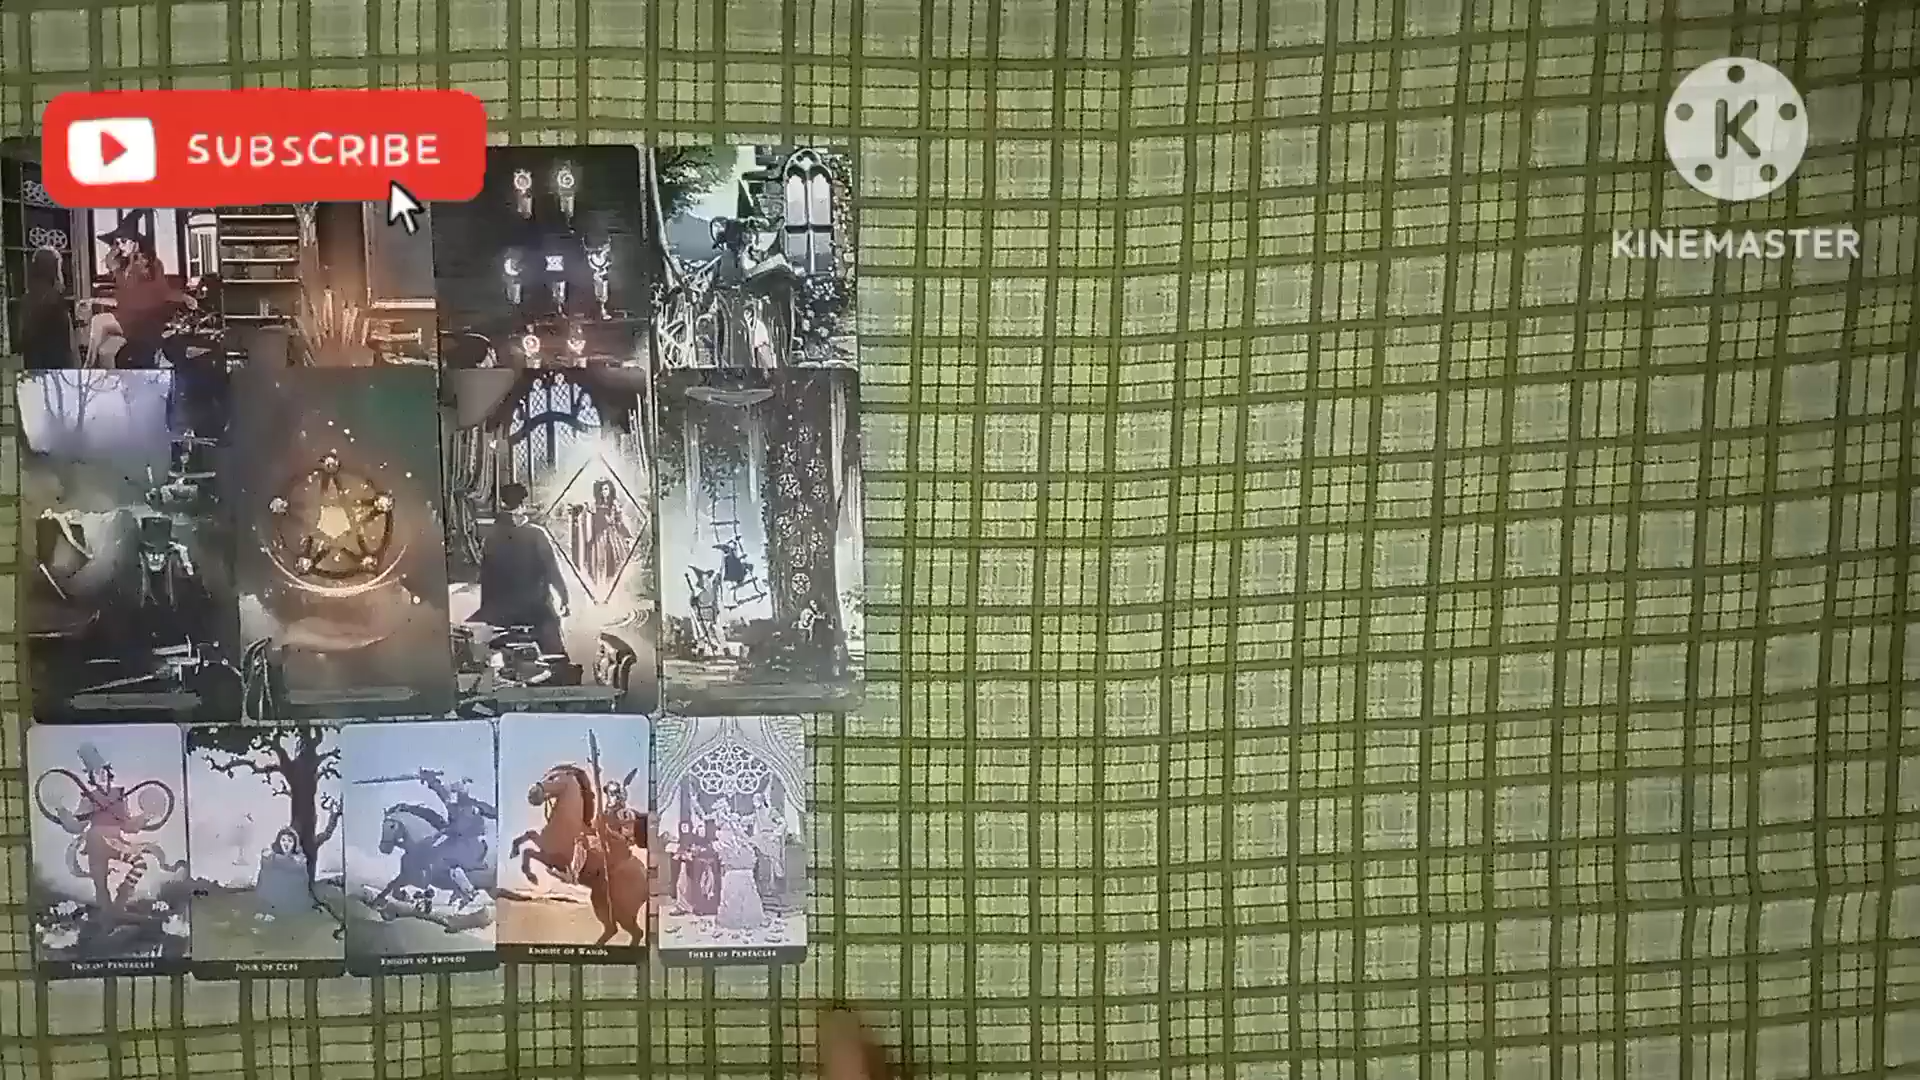 SUBSCRIBE
K
KINEMASTER
TWO OF PENTACLES
FOUR OF CUPS
KNIGHT OF SWORDS
KNIGHT OF WANDS
THREE OF PENTACLES